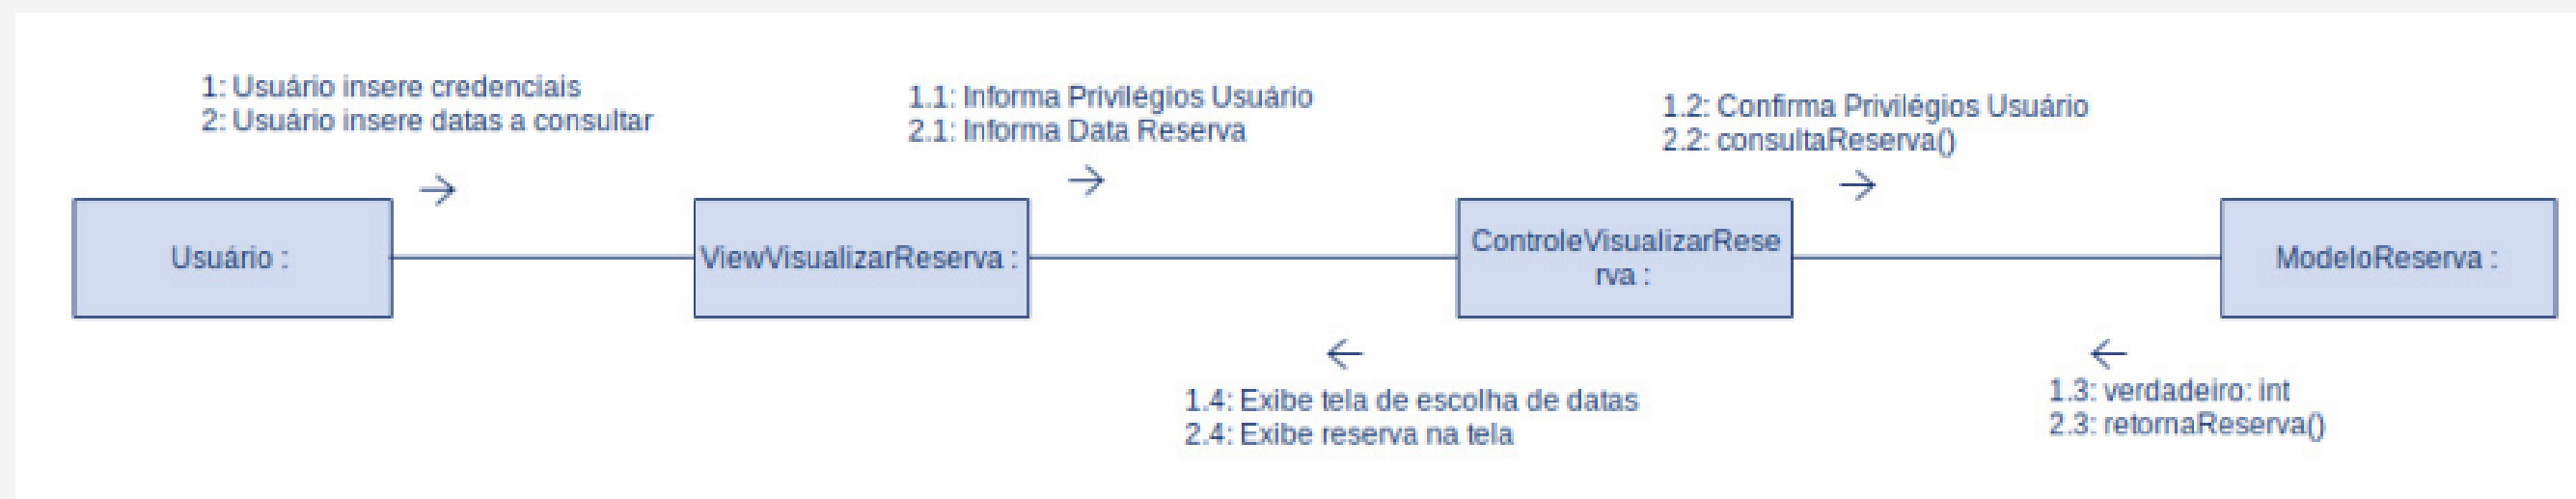 1: Usuário insere credenciais
2: Usuário insere datas a consultar
1.1: Informa Privilégios Usuário
2.1: Informa Data Reserva
1.2: Confirma Privilégios Usuário
2.2: consultaReserva()
Usuário :
ViewVisualizarReserva :
ControleVisualizarRese
rva :
ModeloReserva :
1.4: Exibe tela de escolha de datas
2.4: Exibe reserva na tela
1.3: verdadeiro: int
2.3: retornaReserva()